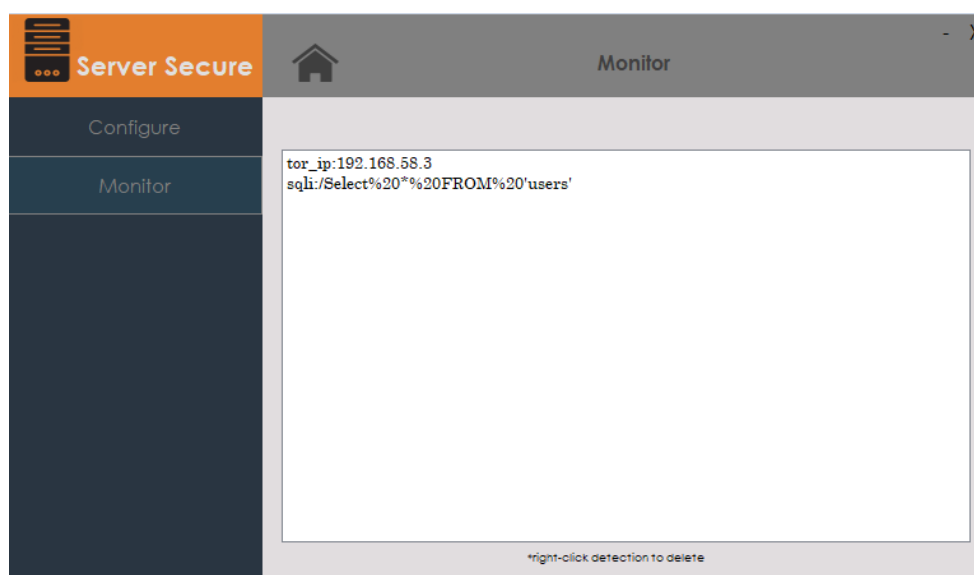 Server Secure
Monitor
- X
Configure
Monitor
tor_ip:192.168.58.3
sqli:/Select%20*%20FROM%20'users'
*right-click detection to delete